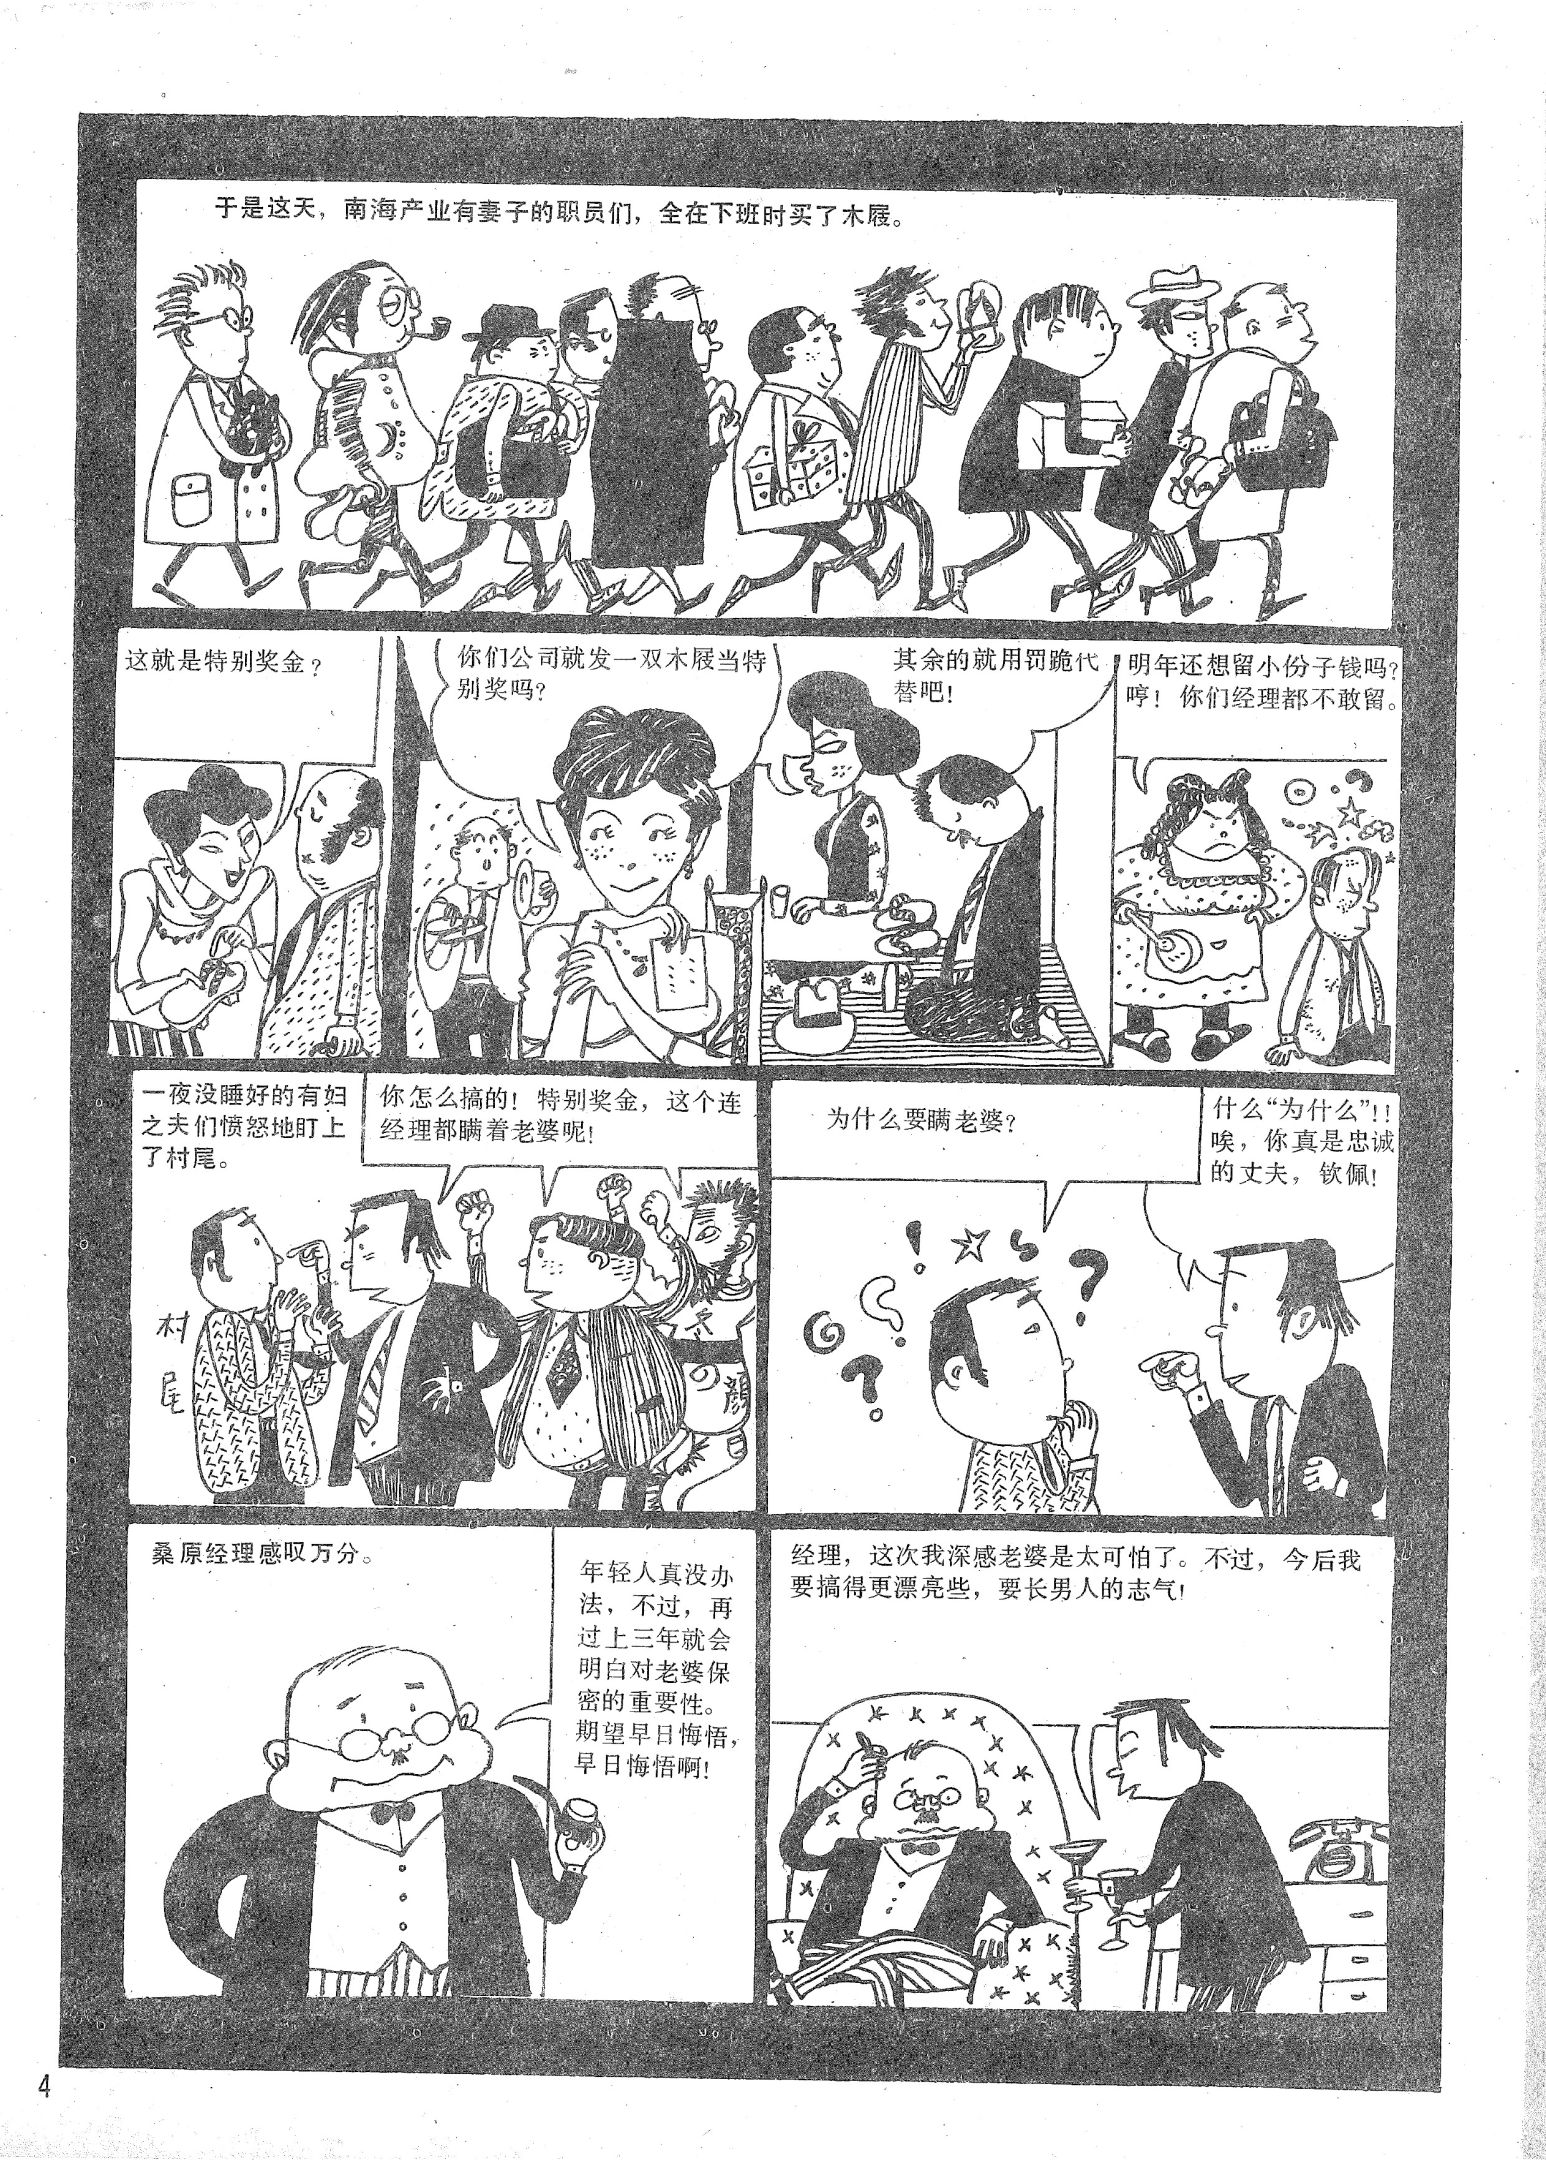 于是这天，南海产业有妻子的职员们，全在下班时买了木屐。
这就是特别奖金？
你们公司就发一双木屐当特
别奖吗？
其余的就用罚跪代
替吧！
明年还想留小份子钱吗？
哼！你们经理都不敢留。
一夜没睡好的有妇
之夫们愤怒地盯上
了村尾。
你怎么搞的！特别奖金，这个连
经理都瞒着老婆呢！
村
尾
冬
の
顔
为什么要瞒老婆？
什么“为什么”！！
唉，你真是忠诚
的丈夫，钦佩！
桑原经理感叹万分。
年轻人真没办
法，不过，再
过上三年就会
明白对老婆保
密的重要性。
期望早日悔悟，
早日悔悟啊！
经理，这次我深感老婆是太可怕了。不过，今后我
要搞得更漂亮些，要长男人的志气！
4